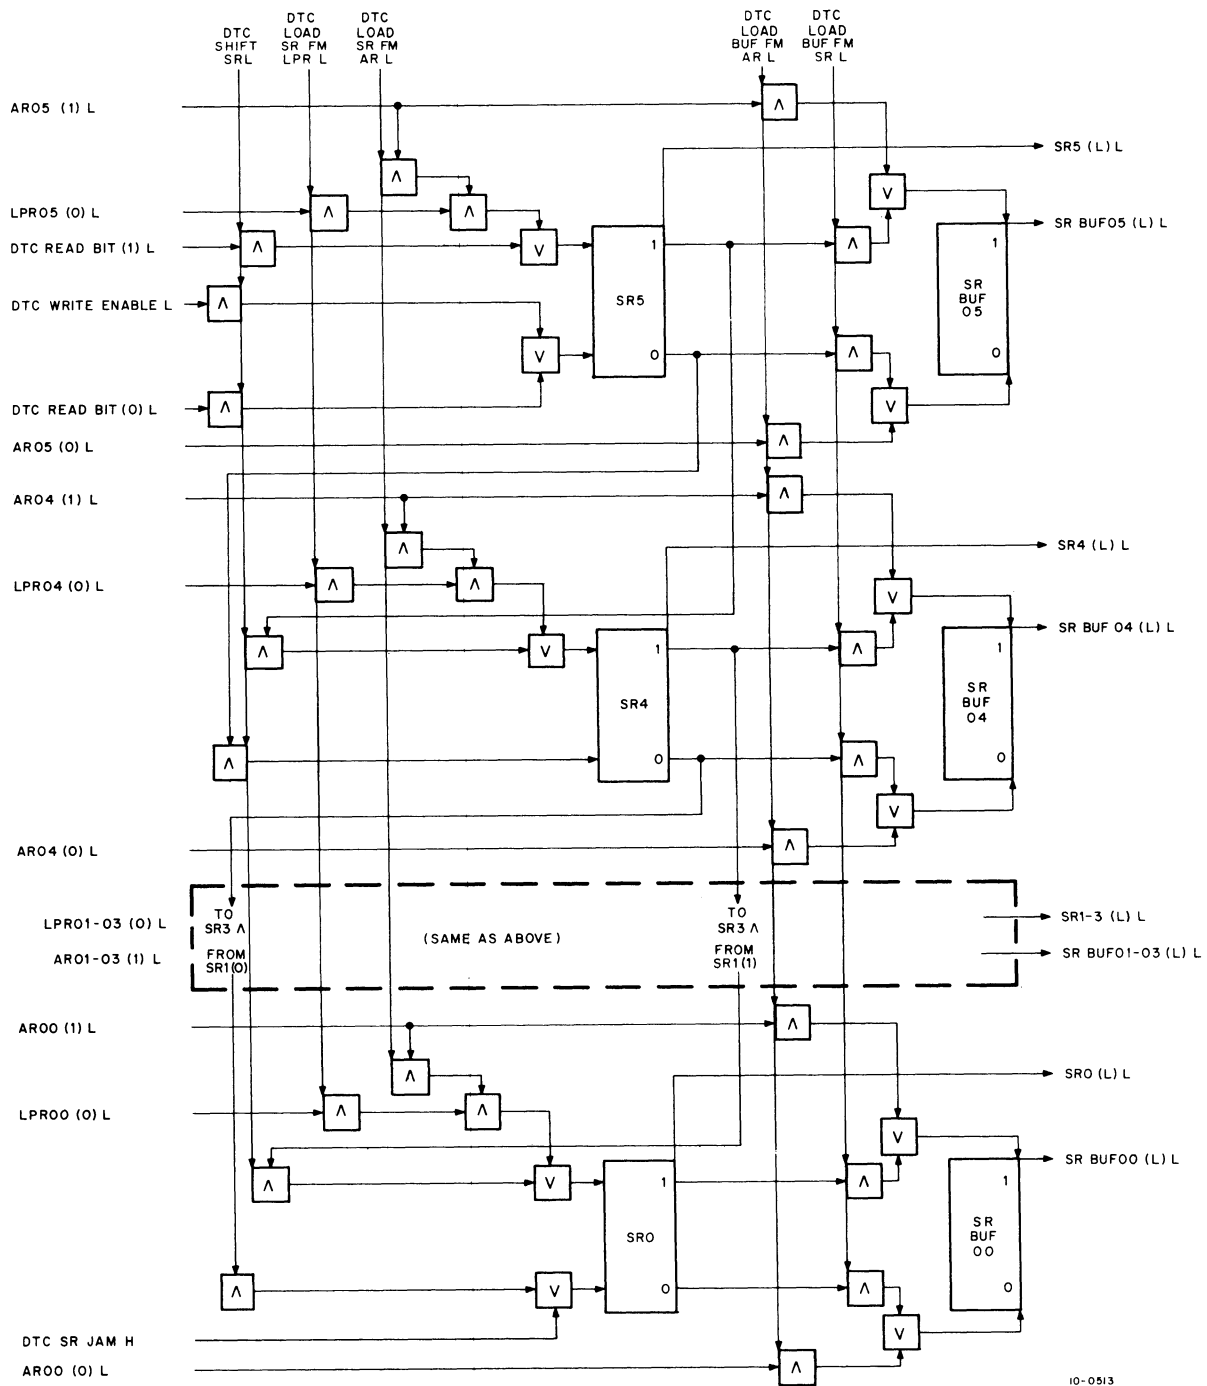 DTC
SHIFT
SRL
DTC
LOAD
SR FM
LPR L
DTC
LOAD
SR FM
AR L
DTC
LOAD
BUF FM
AR L
DTC
LOAD
BUF FM
SR L
AR05 (1) L
Λ
SR5 (L) L
Λ
V
LPR05 (0) L
Λ
Λ
SR BUF05 (L) L
DTC READ BIT (1) L
Λ
V
1
Λ
1
DTC WRITE ENABLE L
Λ
SR5
SR
BUF
05
V
0
Λ
0
DTC READ BIT (0) L
Λ
V
AR05 (0) L
Λ
AR04 (1) L
Λ
Λ
SR4 (L) L
LPR04 (0) L
Λ
Λ
V
SR BUF 04 (L) L
Λ
V
1
Λ
1
SR4
SR
BUF
04
Λ
0
Λ
0
V
AR04 (0) L
Λ
LPR01-03 (0) L
TO
SR3 Λ
TO
SR3 Λ
SR1-3 (L) L
(SAME AS ABOVE)
AR01-03 (1) L
FROM
SR1(0)
FROM
SR1(1)
SR BUF01-03 (L) L
AR00 (1) L
Λ
Λ
SR0 (L) L
LPR00 (0) L
Λ
Λ
V
SR BUF00 (L) L
Λ
V
1
Λ
1
SR0
SR
BUF
00
Λ
V
0
Λ
0
V
DTC SR JAM H
AR00 (0) L
Λ
10-0513